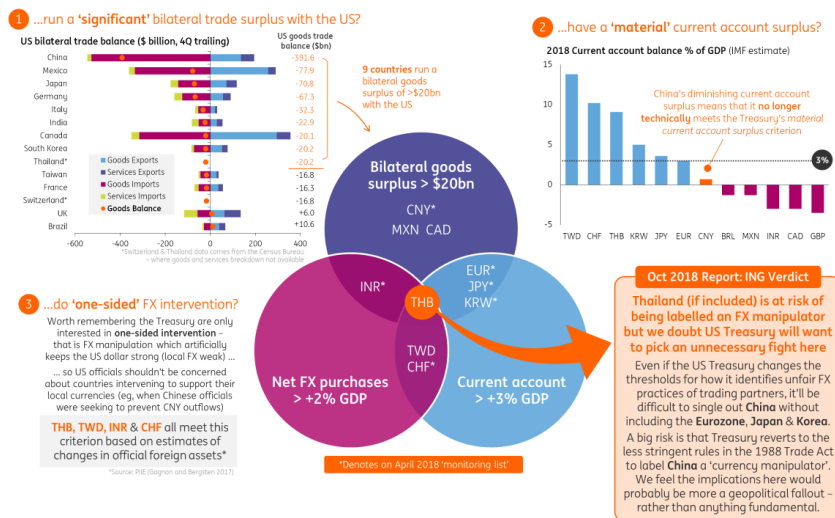 1 ...run a 'significant' bilateral trade surplus with the US?
US bilateral trade balance ($ billion, 4Q trailing)
US goods trade
balance ($bn)
China
-391.6
Mexico
-77.9
Japan
-70.8
Germany
-67.3
Italy
-32.3
India
-22.9
Canada
-20.1
South Korea
-20.2
Thailand*
-20.2
Taiwan
-16.8
France
-16.3
Switzerland*
-16.8
UK
+6.0
Brazil
+10.6
Goods Exports
Services Exports
Goods Imports
Services Imports
Goods Balance
-600 -400 -200 0 200 400
*Switzerland & Thailand data comes from the Census Bureau
– where goods and services breakdown not available
9 countries run a
bilateral goods
surplus of >$20bn
with the US
2 ...have a 'material' current account surplus?
2018 Current account balance % of GDP (IMF estimate)
15
10
5
0
-5
China's diminishing current account
surplus means that it no longer
technically meets the Treasury's material
current account surplus criterion
3%
TWD CHF THB KRW JPY EUR CNY BRL MXN INR CAD GBP
Bilateral goods
surplus > $20bn
CNY*
MXN CAD
INR*
EUR*
JPY*
KRW*
THB
TWD
CHF*
Net FX purchases
> +2% GDP
Current account
> +3% GDP
*Denotes on April 2018 'monitoring list'
3 ...do 'one-sided' FX intervention?
Worth remembering the Treasury are only
interested in one-sided intervention –
that is FX manipulation which artificially
keeps the US dollar strong (local FX weak) ...
... so US officials shouldn't be concerned
about countries intervening to support their
local currencies (eg, when Chinese officials
were seeking to prevent CNY outflows)
THB, TWD, INR & CHF all meet this
criterion based on estimates of
changes in official foreign assets*
*Source: PIIE (Gagnon and Bergsten 2017)
Oct 2018 Report: ING Verdict
Thailand (if included) is at risk of
being labelled an FX manipulator
but we doubt US Treasury will want
to pick an unnecessary fight here
Even if the US Treasury changes the
thresholds for how it identifies unfair FX
practices of trading partners, it'll be
difficult to single out China without
including the Eurozone, Japan & Korea.
A big risk is that Treasury reverts to the
less stringent rules in the 1988 Trade Act
to label China a 'currency manipulator'.
We feel the implications here would
probably be more a geopolitical fallout –
rather than anything fundamental.